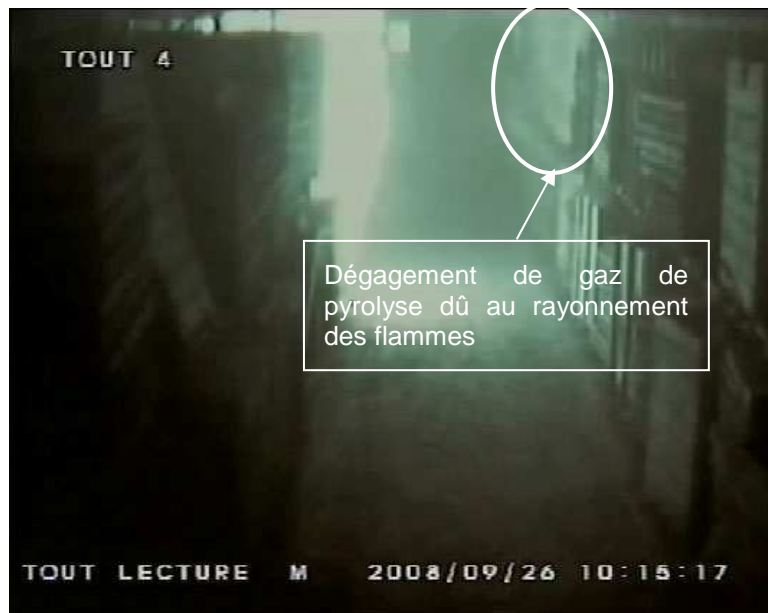 TOUT 4
Dégagement de gaz de
pyrolyse dû au rayonnement
des flammes
TOUT LECTURE M 2008/09/26 10:15:17